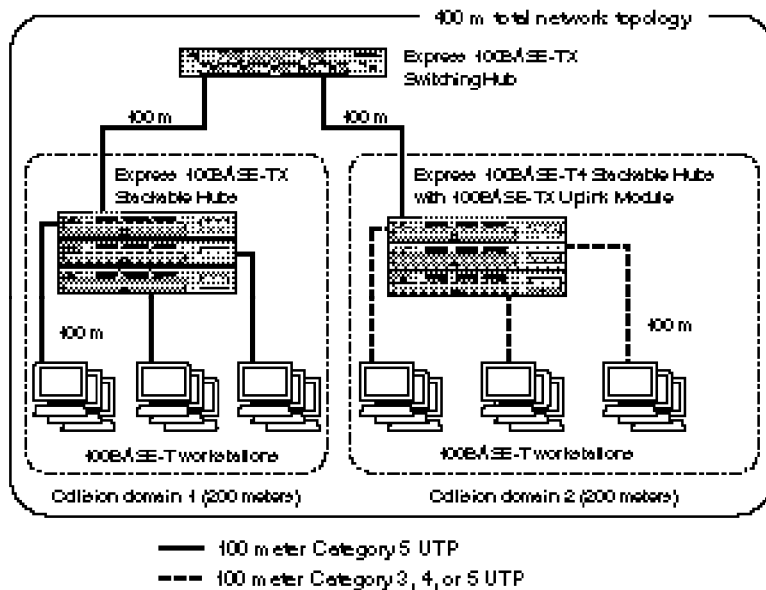 400 m total network topology
Express 100BASE-TX
Switching Hub
100 m
100 m
Express 100BASE-TX
Stackable Hubs
Express 100BASE-T4 Stackable Hubs
with 100BASE-TX Uplink Module
100 m
100 m
100BASE-T workstations
100BASE-T workstations
Collision domain 1 (200 meters)
Collision domain 2 (200 meters)
100 meter Category 5 UTP
100 meter Category 3, 4, or 5 UTP